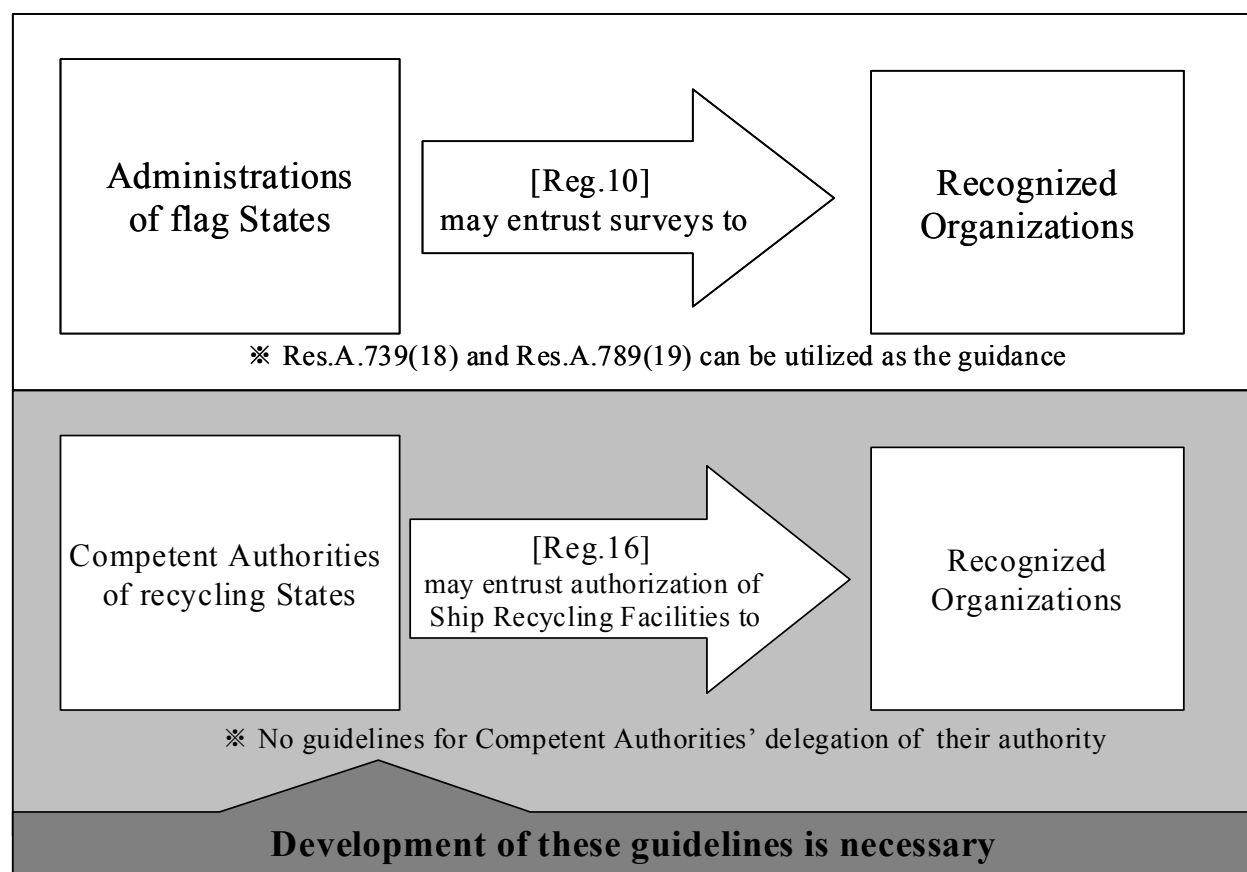 Administrations
of flag States
[Reg.10]
may entrust surveys to
Recognized
Organizations
※ Res.A.739(18) and Res.A.789(19) can be utilized as the guidance
Competent Authorities
of recycling States
[Reg.16]
may entrust authorization of
Ship Recycling Facilities to
Recognized
Organizations
※ No guidelines for Competent Authorities’ delegation of their authority
Development of these guidelines is necessary